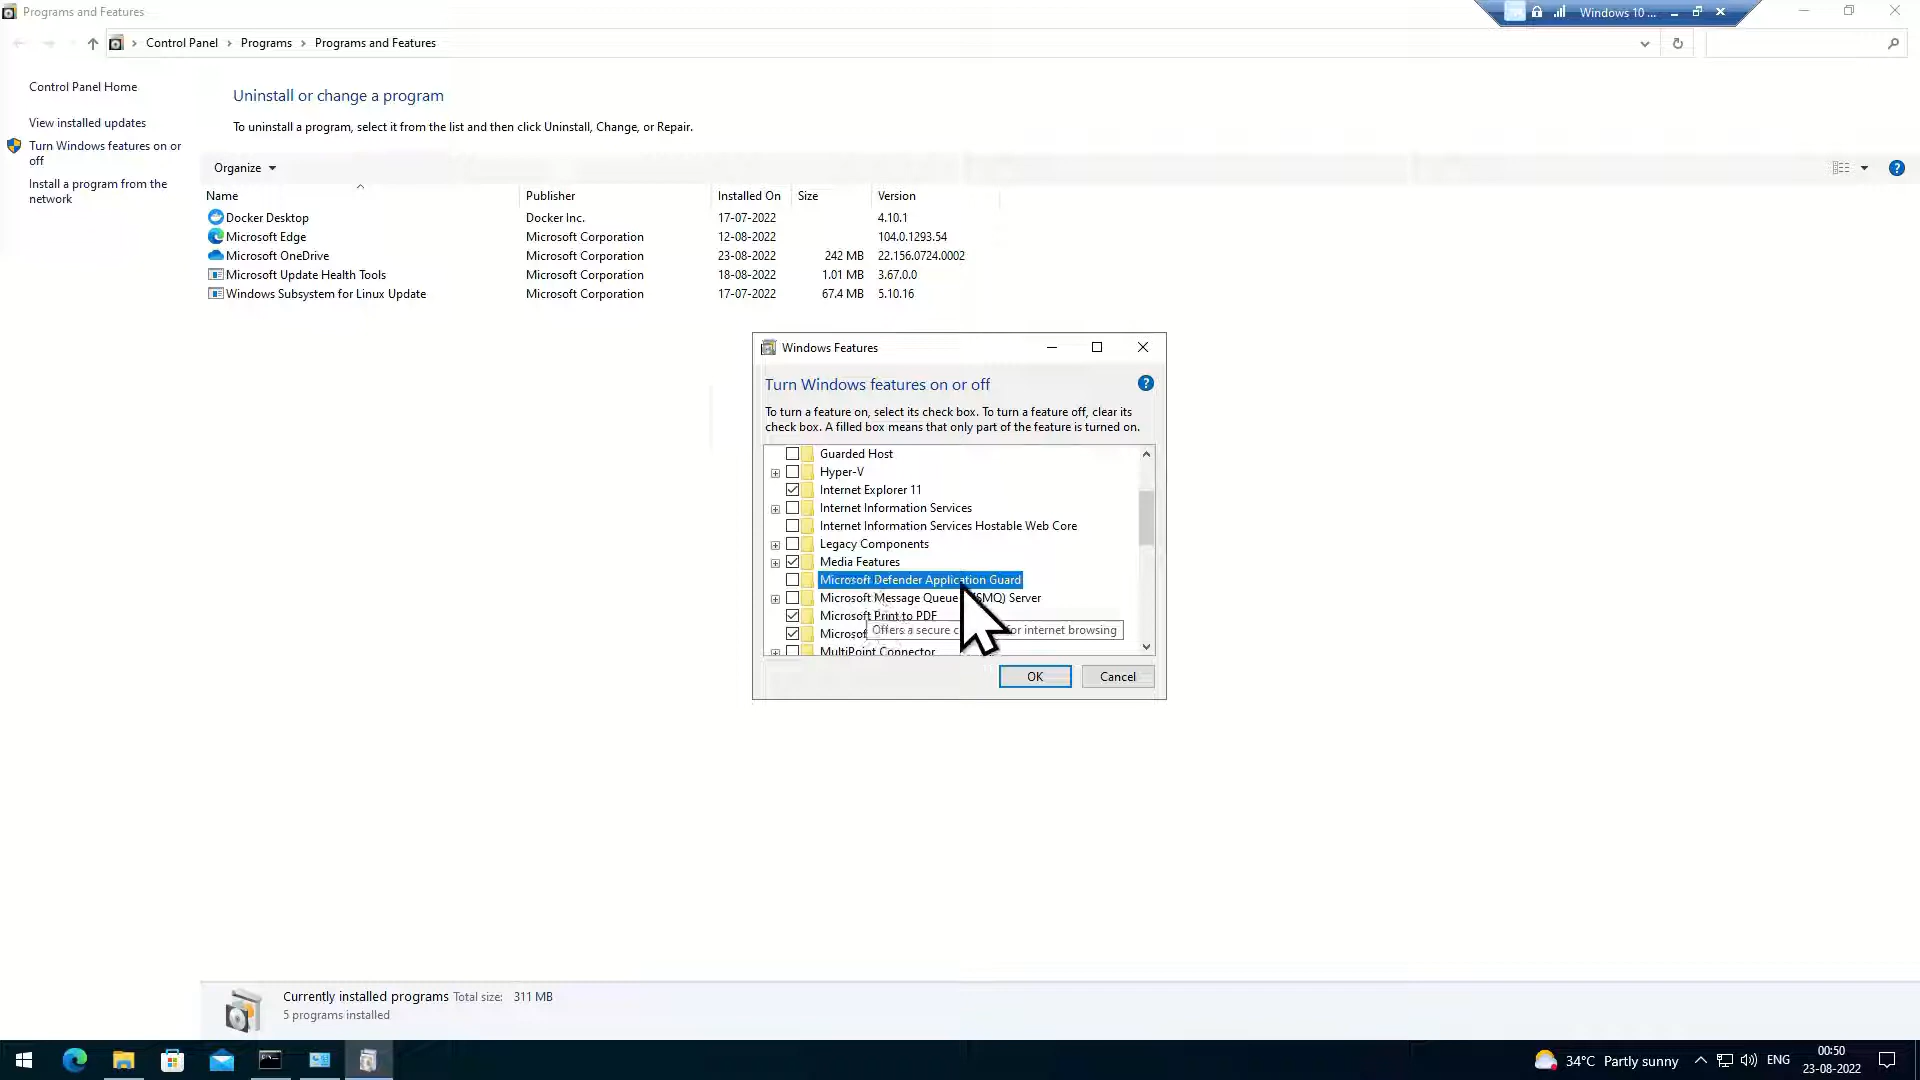 Programs and Features
Windows 10 ...
Control Panel
Programs
Programs and Features
Control Panel Home
View installed updates
Turn Windows features on or
off
Install a program from the
network
Uninstall or change a program
To uninstall a program, select it from the list and then click Uninstall, Change, or Repair.
Organize
Name Publisher Installed On Size Version
Docker Desktop Docker Inc. 17-07-2022 4.10.1
Microsoft Edge Microsoft Corporation 12-08-2022 104.0.1293.54
Microsoft OneDrive Microsoft Corporation 23-08-2022 242 MB 22.156.0724.0002
Microsoft Update Health Tools Microsoft Corporation 18-08-2022 1.01 MB 3.67.0.0
Windows Subsystem for Linux Update Microsoft Corporation 17-07-2022 67.4 MB 5.10.16
Windows Features
Turn Windows features on or off
To turn a feature on, select its check box. To turn a feature off, clear its
check box. A filled box means that only part of the feature is turned on.
Guarded Host
Hyper-V
Internet Explorer 11
Internet Information Services
Internet Information Services Hostable Web Core
Legacy Components
Media Features
Microsoft Defender Application Guard
Microsoft Message Queue SMQ) Server
Microsoft Print to PDF
Microsof
Offers a secure for internet browsing
MultiPoint Connector
OK
Cancel
Currently installed programs Total size: 311 MB
5 programs installed
34°C Partly sunny
ENG
00:50
23-08-2022